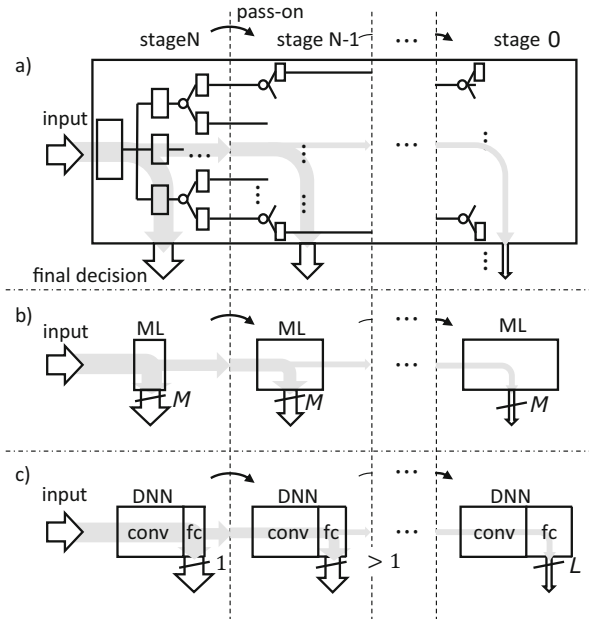 pass-on
stageN stage N-1 ... stage 0
a)
input
...
...
final decision
b)
input
ML ML ... ML
...
M M M
c)
input
...
DNN DNN DNN
conv fc conv fc ... conv fc
1 > 1 L